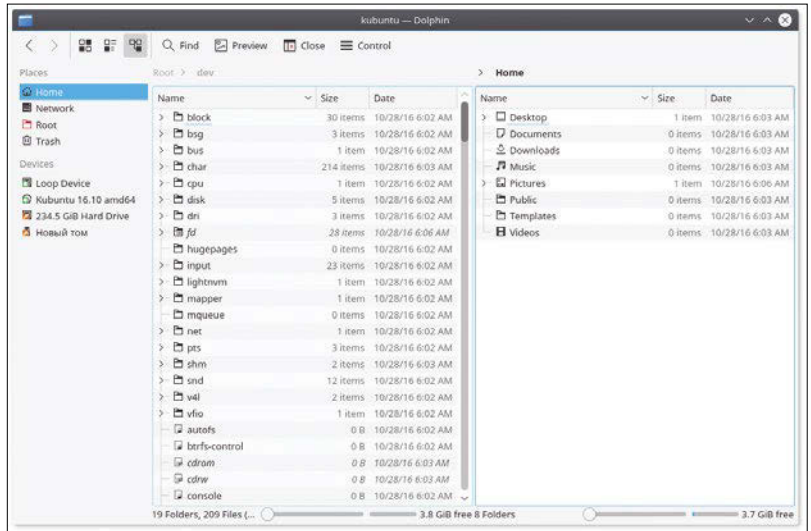 kubuntu — Dolphin
Find Preview Close Control
Places
Home
Network
Root
Trash
Devices
Loop Device
Kubuntu 16.10 amd64
234.5 GiB Hard Drive
Новый том
Root > dev
Name Size Date
> block 30 items 10/28/16 6:02 AM
> bsg 3 items 10/28/16 6:02 AM
> bus 1 item 10/28/16 6:02 AM
> char 214 items 10/28/16 6:03 AM
> cpu 1 item 10/28/16 6:02 AM
> disk 5 items 10/28/16 6:02 AM
> dri 3 items 10/28/16 6:02 AM
> fd 28 items 10/28/16 6:06 AM
hugepages 0 items 10/28/16 6:02 AM
> input 23 items 10/28/16 6:02 AM
> lightnvm 1 item 10/28/16 6:02 AM
> mapper 1 item 10/28/16 6:02 AM
mqueue 0 items 10/28/16 6:02 AM
> net 1 item 10/28/16 6:02 AM
> pts 3 items 10/28/16 6:02 AM
> shm 2 items 10/28/16 6:03 AM
> snd 12 items 10/28/16 6:02 AM
> v4l 2 items 10/28/16 6:02 AM
> vfio 1 item 10/28/16 6:02 AM
autofs 0 B 10/28/16 6:02 AM
btrfs-control 0 B 10/28/16 6:02 AM
cdrom 0 B 10/28/16 6:03 AM
cdrw 0 B 10/28/16 6:03 AM
console 0 B 10/28/16 6:02 AM
19 Folders, 209 Files (... 3.8 GiB free
> Home
Name Size Date
> Desktop 1 item 10/28/16 6:03 AM
Documents 0 items 10/28/16 6:03 AM
Downloads 0 items 10/28/16 6:03 AM
Music 0 items 10/28/16 6:03 AM
> Pictures 1 item 10/28/16 6:06 AM
Public 0 items 10/28/16 6:03 AM
Templates 0 items 10/28/16 6:03 AM
Videos 0 items 10/28/16 6:03 AM
8 Folders 3.7 GiB free